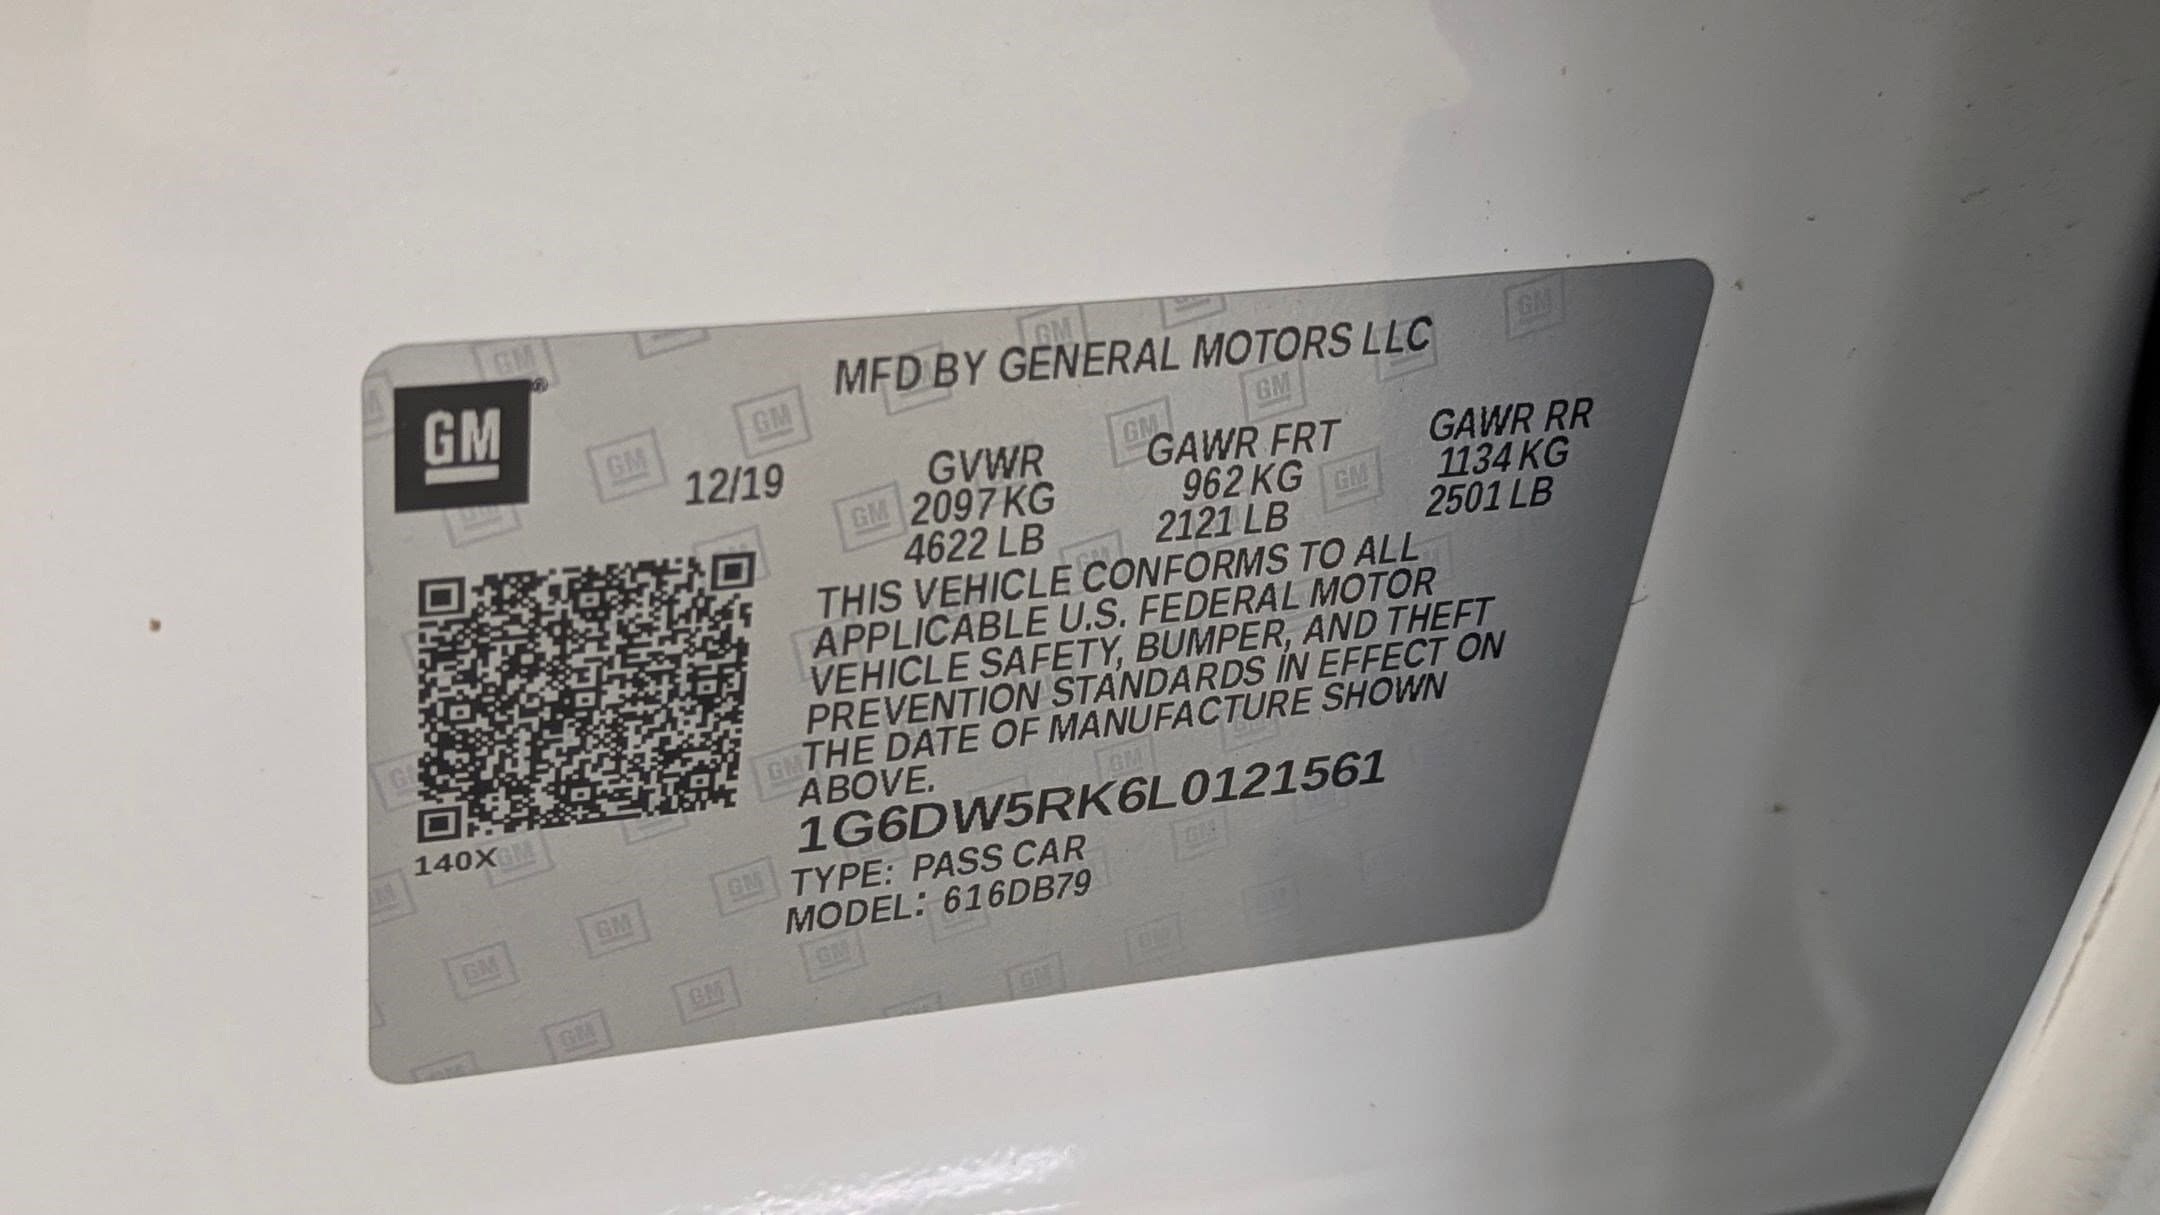 MFD BY GENERAL MOTORS LLC
GM
®
12/19
GVWR
2097 KG
4622 LB
GAWR FRT
962 KG
2121 LB
GAWR RR
1134 KG
2501 LB
THIS VEHICLE CONFORMS TO ALL
APPLICABLE U.S. FEDERAL MOTOR
VEHICLE SAFETY, BUMPER, AND THEFT
PREVENTION STANDARDS IN EFFECT ON
THE DATE OF MANUFACTURE SHOWN
ABOVE.
1G6DW5RK6L0121561
TYPE: PASS CAR
MODEL: 616DB79
140X